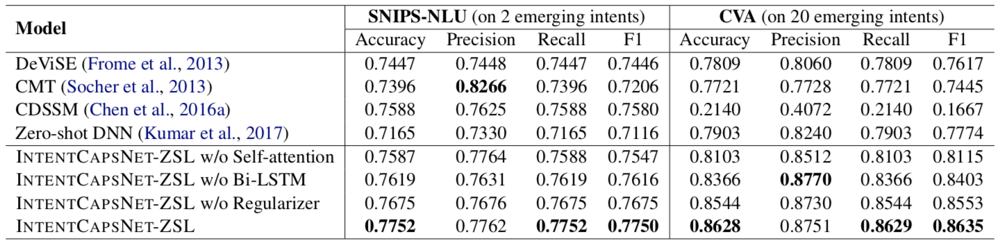 Model SNIPS-NLU (on 2 emerging intents) CVA (on 20 emerging intents)
Accuracy Precision Recall F1 Accuracy Precision Recall F1
DeViSE (Frome et al., 2013) 0.7447 0.7448 0.7447 0.7446 0.7809 0.8060 0.7809 0.7617
CMT (Socher et al., 2013) 0.7396 0.8266 0.7396 0.7206 0.7721 0.7728 0.7721 0.7445
CDSSM (Chen et al., 2016a) 0.7588 0.7625 0.7588 0.7580 0.2140 0.4072 0.2140 0.1667
Zero-shot DNN (Kumar et al., 2017) 0.7165 0.7330 0.7165 0.7116 0.7903 0.8240 0.7903 0.7774
INTENTCAPSNET-ZSL w/o Self-attention 0.7587 0.7764 0.7588 0.7547 0.8103 0.8512 0.8103 0.8115
INTENTCAPSNET-ZSL w/o Bi-LSTM 0.7619 0.7631 0.7619 0.7616 0.8366 0.8770 0.8366 0.8403
INTENTCAPSNET-ZSL w/o Regularizer 0.7675 0.7676 0.7675 0.7675 0.8544 0.8730 0.8544 0.8553
INTENTCAPSNET-ZSL 0.7752 0.7762 0.7752 0.7750 0.8628 0.8751 0.8629 0.8635